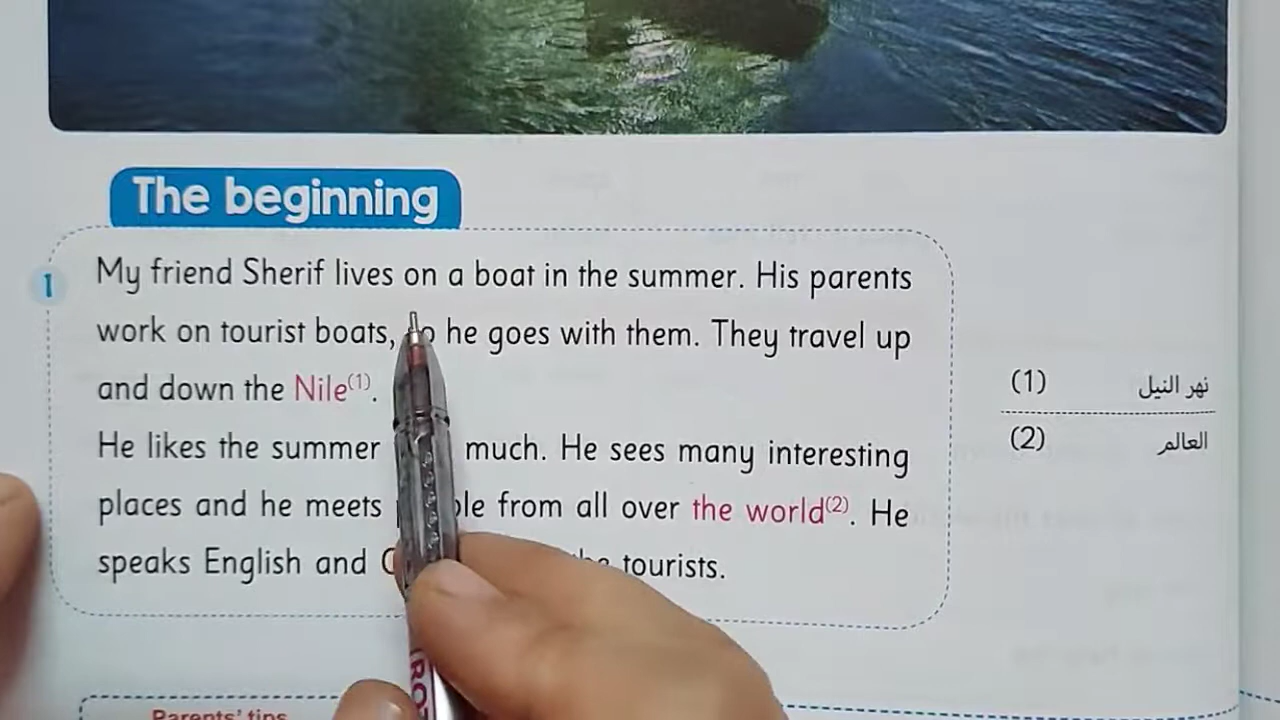 The beginning
1
My friend Sherif lives on a boat in the summer. His parents
work on tourist boats, he goes with them. They travel up
and down the Nile(1).
He likes the summer much. He sees many interesting
places and he meets from all over the world(2). He
speaks English and tourists.
(1) نهر النيل
(2) العالم
Parents' tips